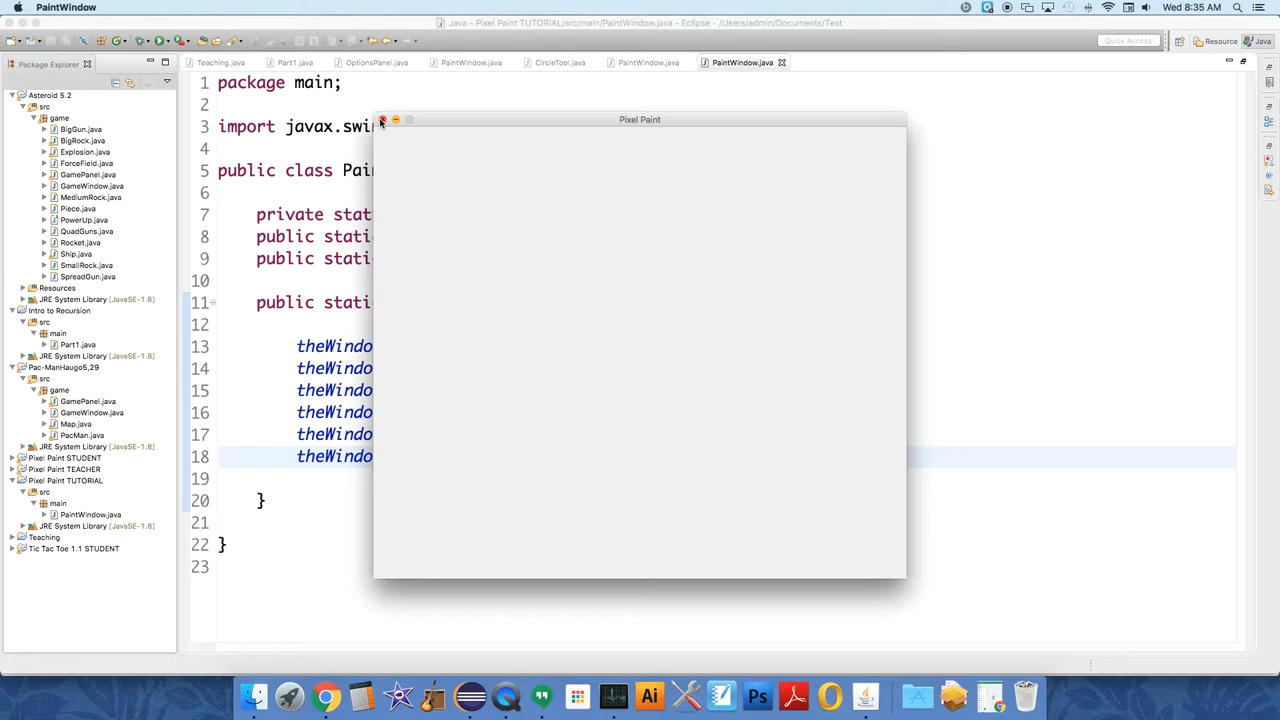 PaintWindow
Wed 8:35 AM
Java – Pixel Paint TUTORIAL/src/main/PaintWindow.java – Eclipse – /Users/admin/Documents/Test
Quick Access
Resource
Java
Package Explorer
Teaching.java
Part1.java
OptionsPanel.java
PaintWindow.java
CircleTool.java
PaintWindow.java
PaintWindow.java
Asteroid 5.2
src
game
BigGun.java
BigRock.java
Explosion.java
ForceField.java
GamePanel.java
GameWindow.java
MediumRock.java
Piece.java
PowerUp.java
QuadGuns.java
Rocket.java
Ship.java
SmallRock.java
SpreadGun.java
Resources
JRE System Library [JavaSE-1.8]
Intro to Recursion
src
main
Part1.java
JRE System Library [JavaSE-1.8]
Pac-ManHaugo5,29
src
game
GamePanel.java
GameWindow.java
Map.java
PacMan.java
JRE System Library [JavaSE-1.8]
Pixel Paint STUDENT
Pixel Paint TEACHER
Pixel Paint TUTORIAL
src
main
PaintWindow.java
JRE System Library [JavaSE-1.8]
Teaching
Tic Tac Toe 1.1 STUDENT
1 package main;
2
3 import javax.swin
4
5 public class Pain
6
7 private stat
8 public stati
9 public stati
10
11 public stati
12
13 theWindo
14 theWindo
15 theWindo
16 theWindo
17 theWindo
18 theWindo
19
20 }
21
22 }
23
Pixel Paint
Ai
Ps